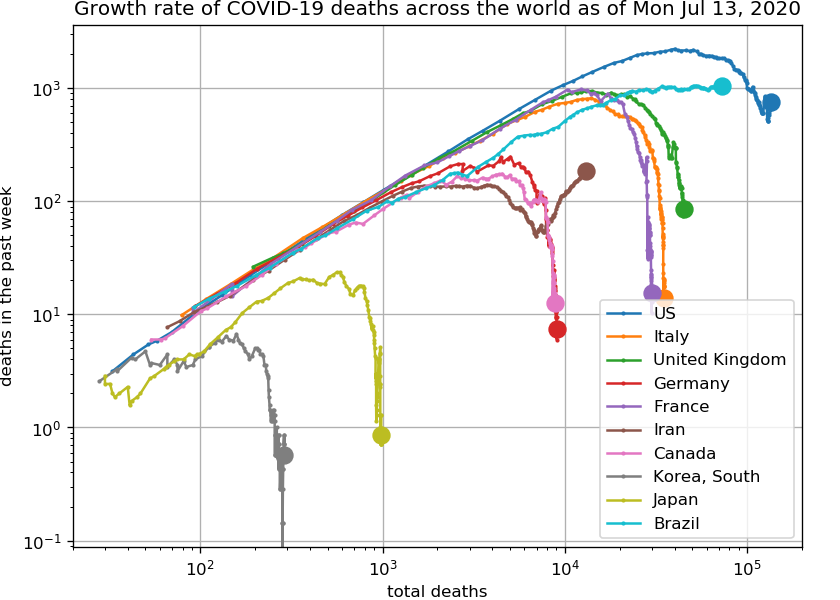 Growth rate of COVID-19 deaths across the world as of Mon Jul 13, 2020
deaths in the past week
10³
10²
10¹
10⁰
10⁻¹
US
Italy
United Kingdom
Germany
France
Iran
Canada
Korea, South
Japan
Brazil
10² 10³ 10⁴ 10⁵
total deaths